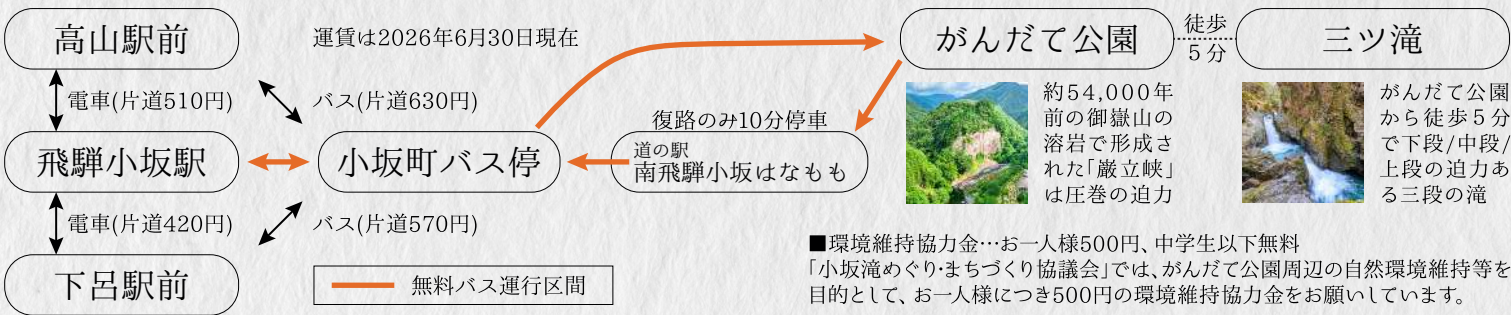 高山駅前
運賃は2026年6月30日現在
電車(片道510円)
バス(片道630円)
飛騨小坂駅
小坂町バス停
復路のみ10分停車
道の駅
南飛騨小坂はなもも
電車(片道420円)
バス(片道570円)
下呂駅前
無料バス運行区間
がんだて公園
徒歩
5分
三ツ滝
約54,000年
前の御嶽山の
溶岩で形成さ
れた「巌立峡」
は圧巻の迫力
がんだて公園
から徒歩５分
で下段/中段/
上段の迫力あ
る三段の滝
■環境維持協力金…お一人様500円、中学生以下無料
「小坂滝めぐり・まちづくり協議会」では、がんだて公園周辺の自然環境維持等を
目的として、お一人様につき500円の環境維持協力金をお願いしています。